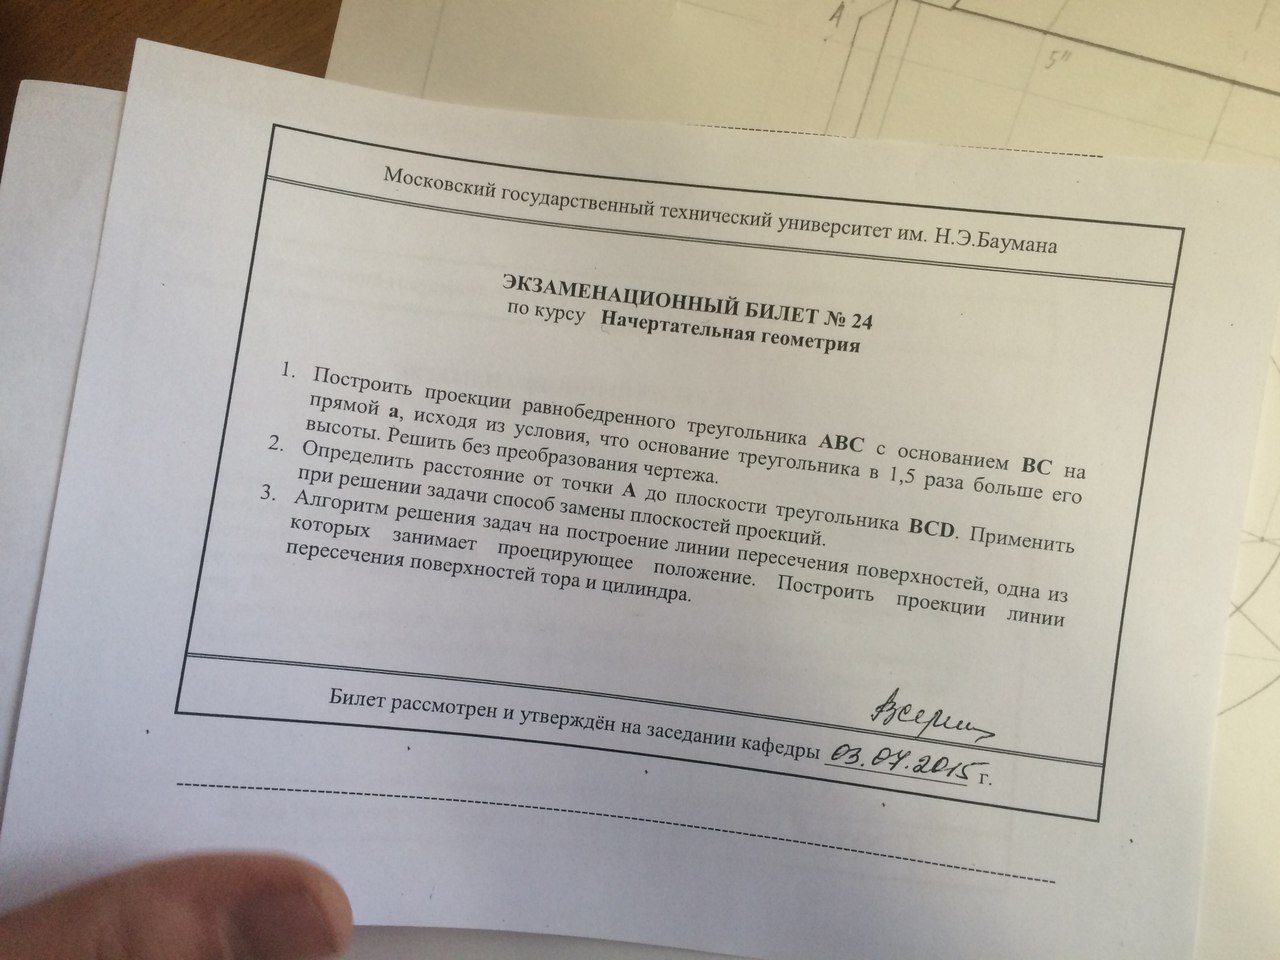 А
5"
Московский государственный технический университет им. Н.Э.Баумана
ЭКЗАМЕНАЦИОННЫЙ БИЛЕТ № 24
по курсу Начертательная геометрия
1. Построить проекции равнобедренного треугольника АВС с основанием ВС на
прямой а, исходя из условия, что основание треугольника в 1,5 раза больше его
высоты. Решить без преобразования чертежа.
2. Определить расстояние от точки А до плоскости треугольника BCD. Применить
при решении задачи способ замены плоскостей проекций.
3. Алгоритм решения задач на построение линии пересечения поверхностей, одна из
которых занимает проецирующее положение. Построить проекции линии
пересечения поверхностей тора и цилиндра.
Билет рассмотрен и утверждён на заседании кафедры 03.07.2015 г.